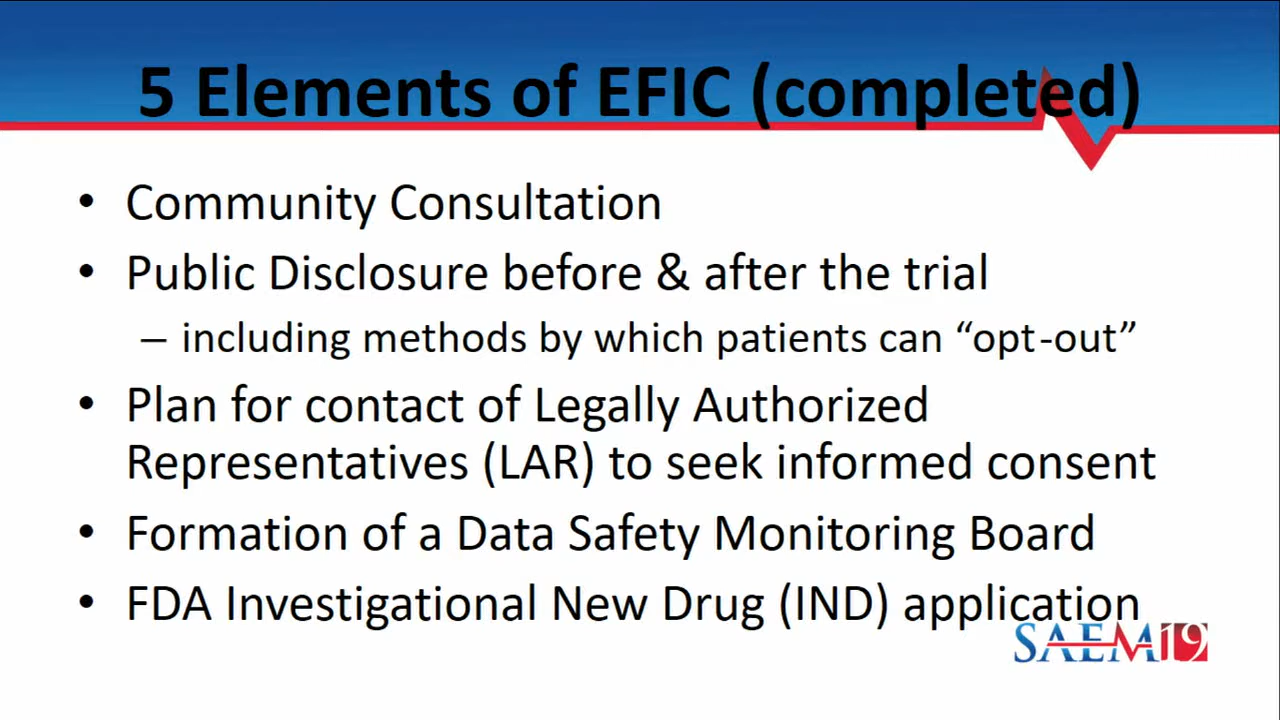 5 Elements of EFIC (completed)
• Community Consultation
• Public Disclosure before & after the trial
– including methods by which patients can “opt-out”
• Plan for contact of Legally Authorized
Representatives (LAR) to seek informed consent
• Formation of a Data Safety Monitoring Board
• FDA Investigational New Drug (IND) application
SAEM19